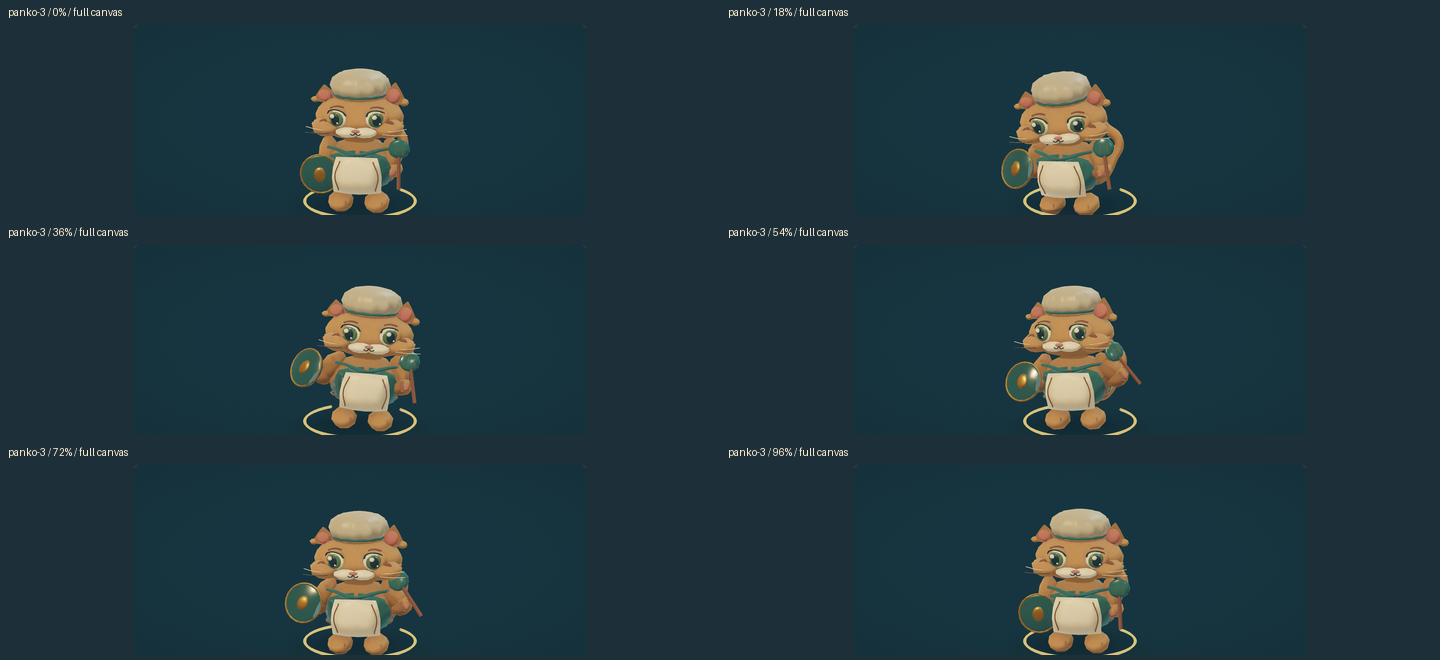 panko-3 / 0% / full canvas
panko-3 / 18% / full canvas
panko-3 / 36% / full canvas
panko-3 / 54% / full canvas
panko-3 / 72% / full canvas
panko-3 / 96% / full canvas